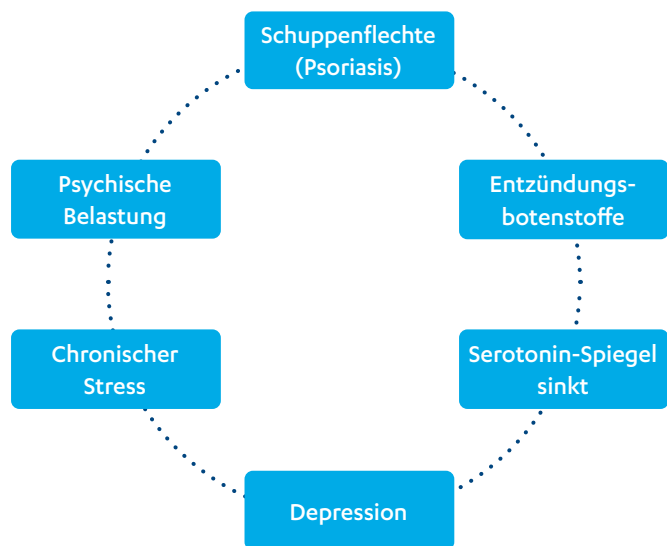 Schuppenflechte
(Psoriasis)
Psychische
Belastung
Entzündungs-
botenstoffe
Chronischer
Stress
Serotonin-Spiegel
sinkt
Depression